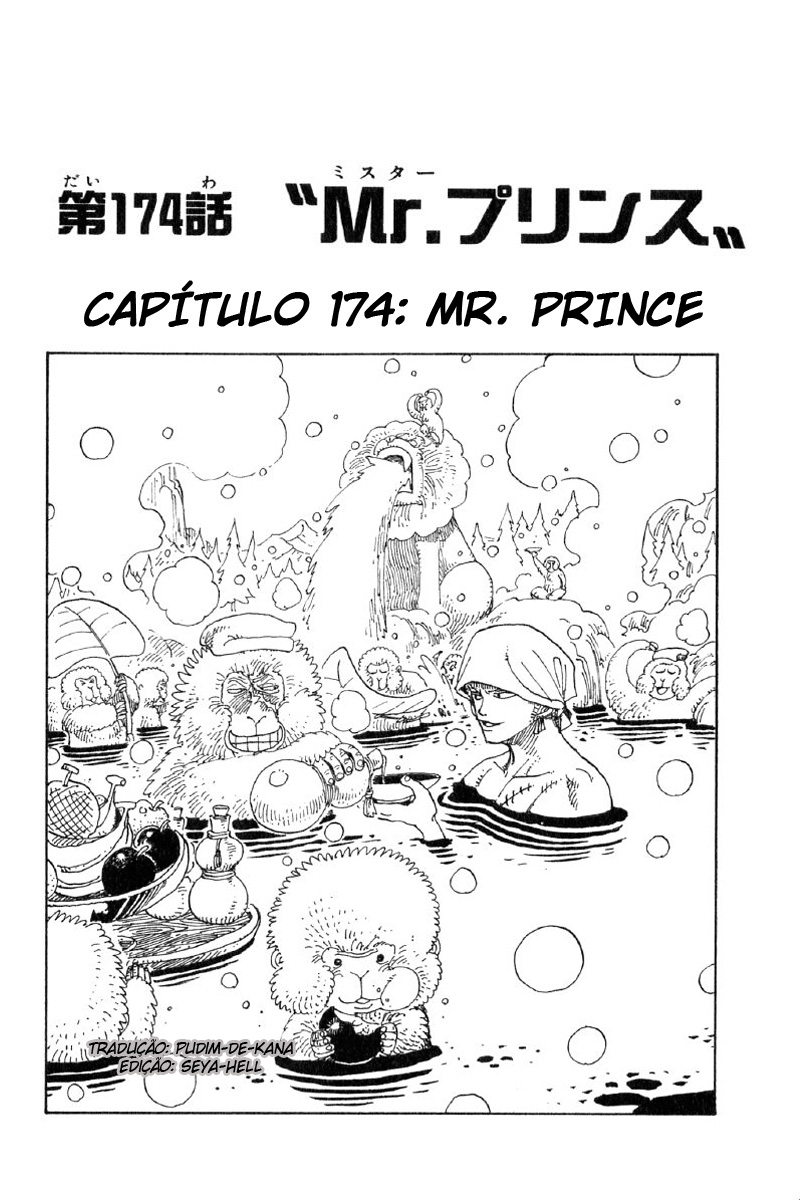 だい わ ミスター
第174話 〝Mr.プリンス〟
CAPÍTULO 174: MR. PRINCE
TRADUÇÃO: PUDIM-DE-KANA
EDIÇÃO: SEYA-HELL